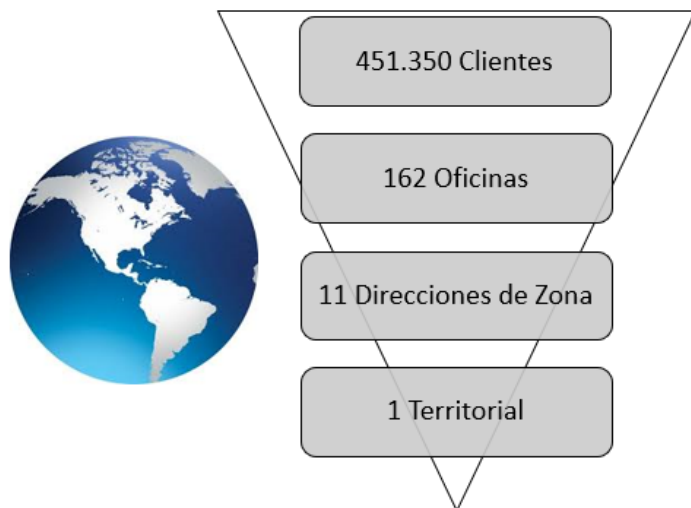 451.350 Clientes
162 Oficinas
11 Direcciones de Zona
1 Territorial